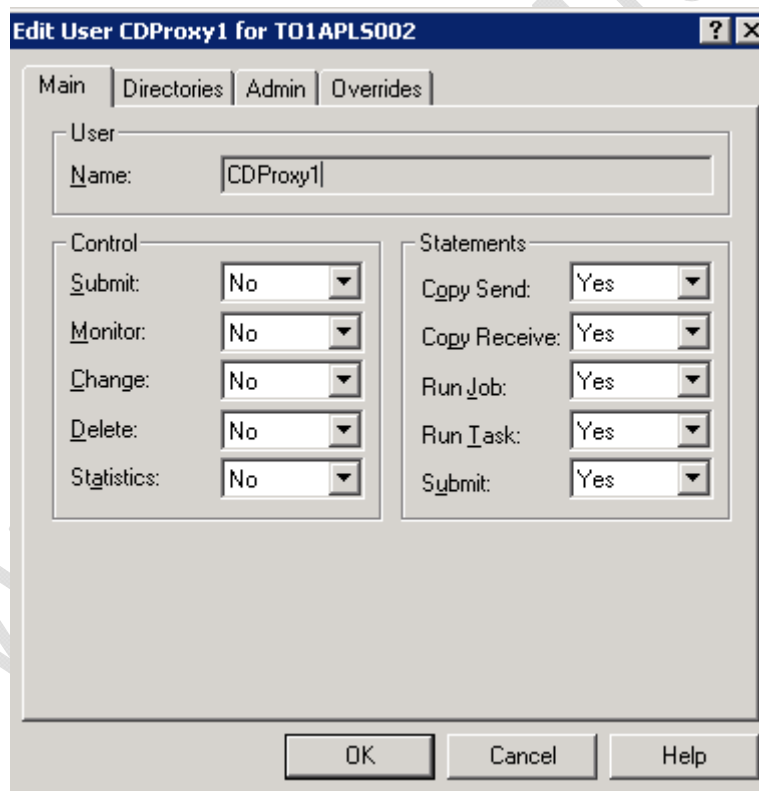 Edit User CDProxy1 for TO1APLS002
Main Directories Admin Overrides
User
Name: CDProxy1
Control
Submit: No
Monitor: No
Change: No
Delete: No
Statistics: No
Statements
Copy Send: Yes
Copy Receive: Yes
Run Job: Yes
Run Task: Yes
Submit: Yes
OK Cancel Help